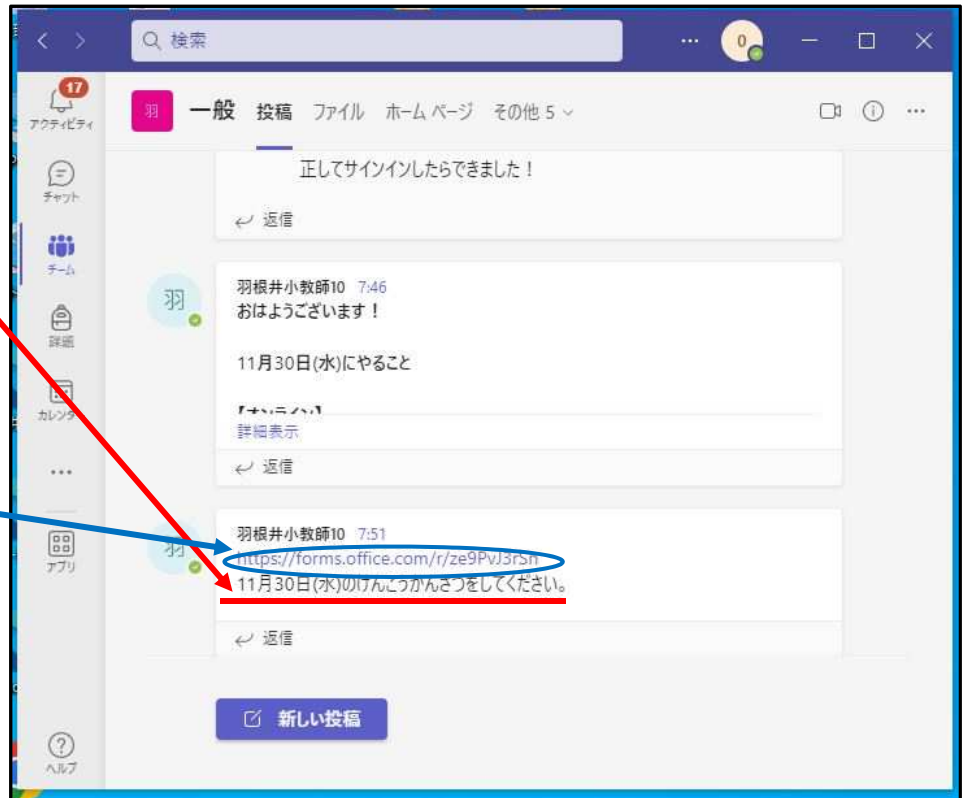 検索
0
17
アクティビティ
チャット
チーム
課題
カレンダー
アプリ
ヘルプ
羽 一般 投稿 ファイル ホーム ページ その他 5
正してサインインしたらできました！
返信
羽
羽根井小教師10 7:46
おはようございます！
11月30日(水)にやること
【オンライン】
詳細表示
返信
羽
羽根井小教師10 7:51
https://forms.office.com/r/ze9PvJ3rSh
11月30日(水)のけんこうかんさつをしてください。
返信
新しい投稿